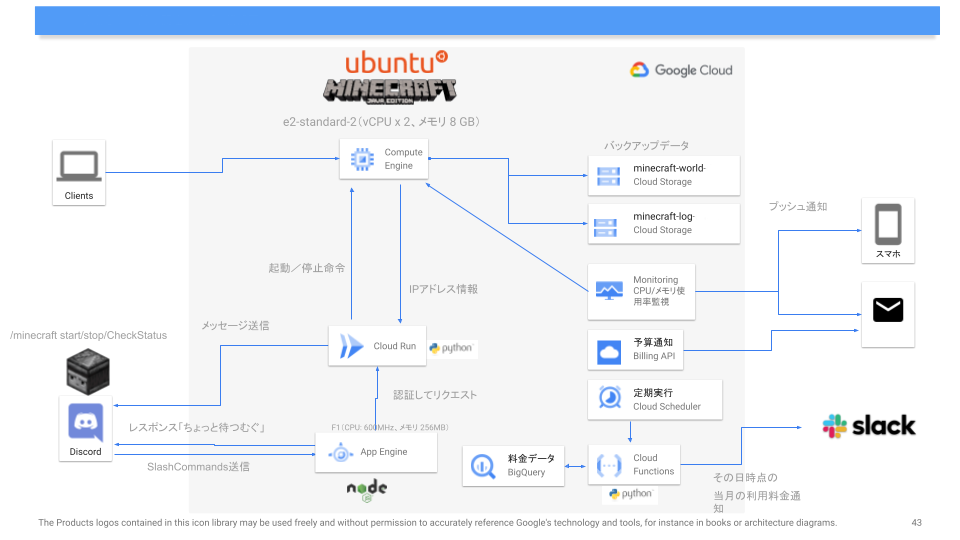 ubuntu
MINECRAFT
JAVA EDITION
Google Cloud
e2-standard-2（vCPU x 2、メモリ 8 GB）
Compute
Engine
Clients
バックアップデータ
minecraft-world-
Cloud Storage
minecraft-log-
Cloud Storage
プッシュ通知
スマホ
起動／停止命令
IPアドレス情報
Monitoring
CPU/メモリ使
用率監視
メッセージ送信
/minecraft start/stop/CheckStatus
Cloud Run
python
予算通知
Billing API
認証してリクエスト
定期実行
Cloud Scheduler
レスポンス「ちょっと待つむぐ」
F1（CPU: 600MHz、メモリ 256MB）
Discord
App Engine
SlashCommands送信
node
JS
料金データ
BigQuery
Cloud
Functions
python
slack
その日時点の
当月の利用料金通
知
The Products logos contained in this icon library may be used freely and without permission to accurately reference Google's technology and tools, for instance in books or architecture diagrams.
43